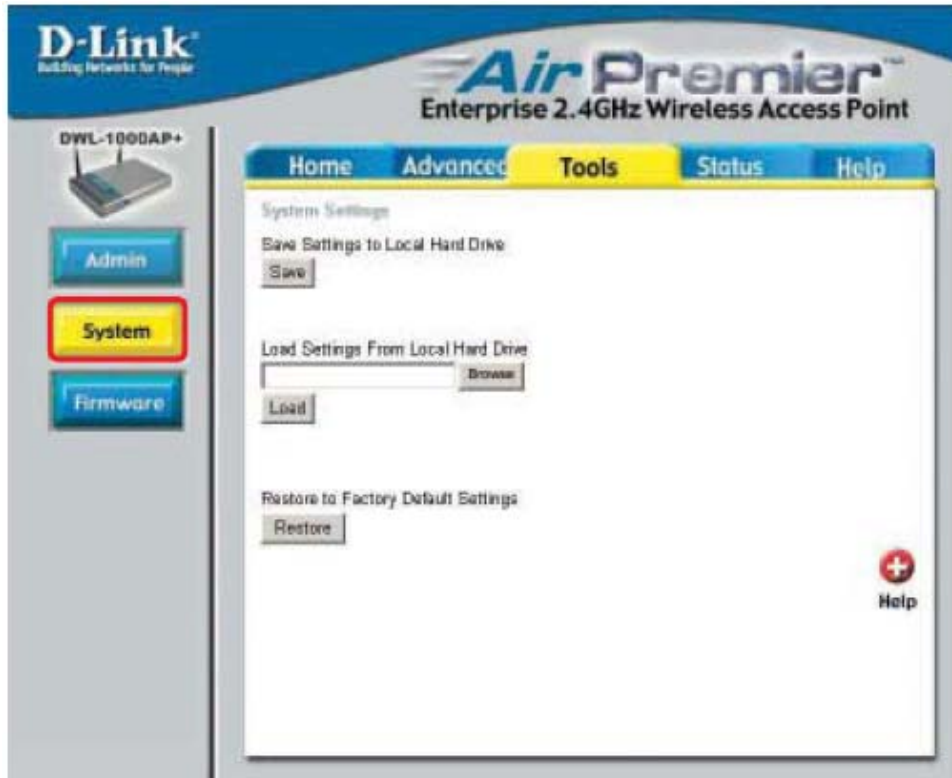 D-Link
Building Networks for People
Air Premier™
Enterprise 2.4GHz Wireless Access Point
DWL-1000AP+
Home Advanced Tools Status Help
Admin
System
Firmware
System Settings
Save Settings to Local Hard Drive
Save
Load Settings From Local Hard Drive
Browse
Load
Restore to Factory Default Settings
Restore
Help